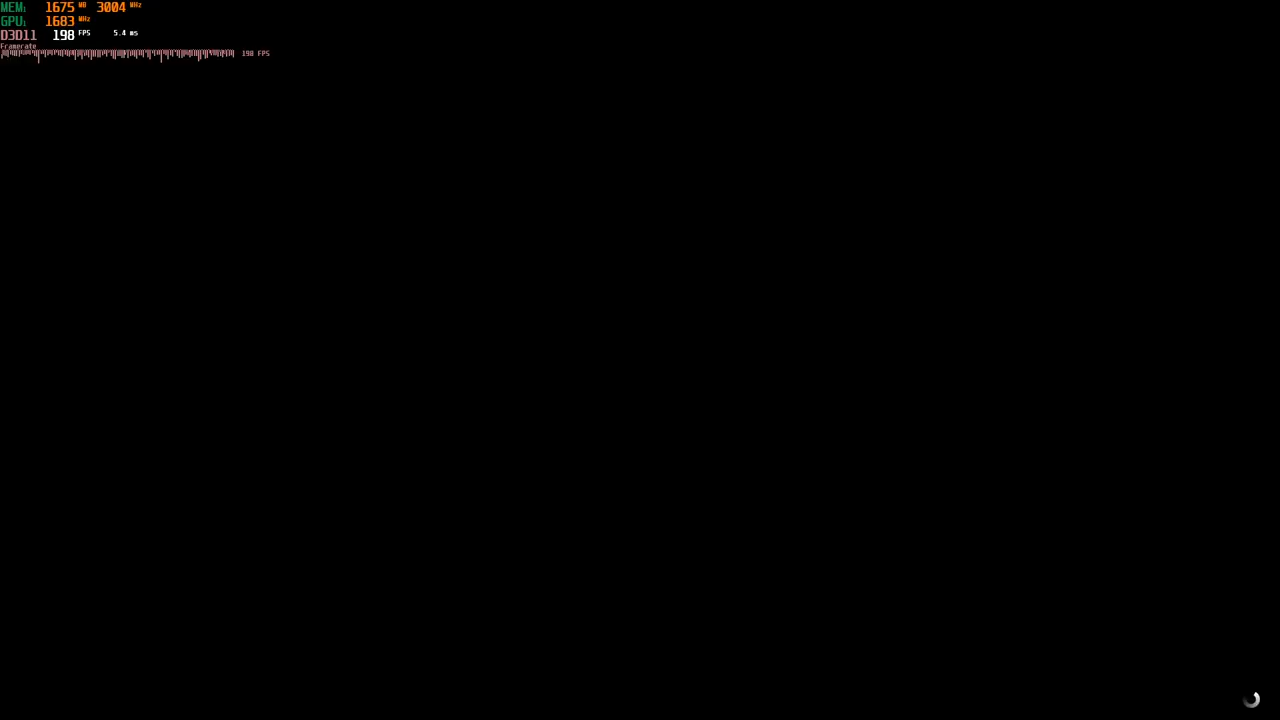 MEM: 1675 MB 3004 MHz
GPU: 1683 MHz
D3D11 198 FPS 5.4 ms
Framerate
198 FPS